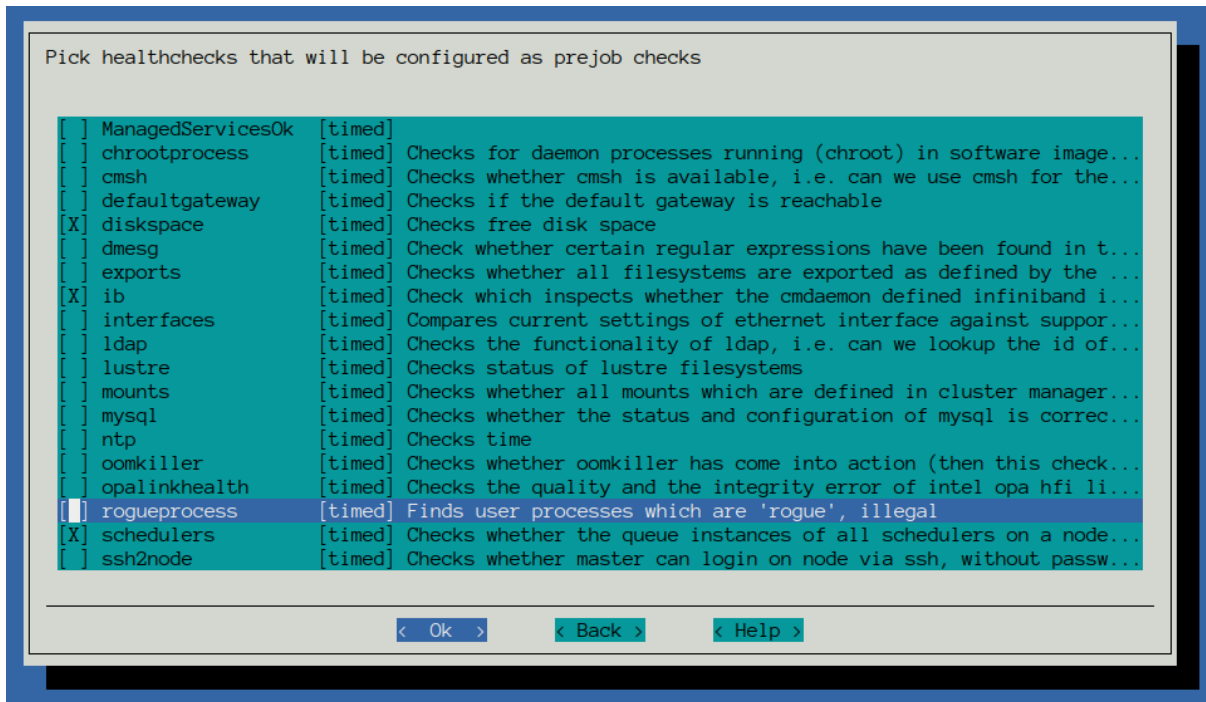 Pick healthchecks that will be configured as prejob checks
[ ] ManagedServicesOk [timed]
[ ] chrootprocess [timed] Checks for daemon processes running (chroot) in software image...
[ ] cmsh [timed] Checks whether cmsh is available, i.e. can we use cmsh for the...
[ ] defaultgateway [timed] Checks if the default gateway is reachable
[X] diskspace [timed] Checks free disk space
[ ] dmesg [timed] Check whether certain regular expressions have been found in t...
[ ] exports [timed] Checks whether all filesystems are exported as defined by the ...
[X] ib [timed] Check which inspects whether the cmdaemon defined infiniband i...
[ ] interfaces [timed] Compares current settings of ethernet interface against suppor...
[ ] ldap [timed] Checks the functionality of ldap, i.e. can we lookup the id of...
[ ] lustre [timed] Checks status of lustre filesystems
[ ] mounts [timed] Checks whether all mounts which are defined in cluster manager...
[ ] mysql [timed] Checks whether the status and configuration of mysql is correc...
[ ] ntp [timed] Checks time
[ ] oomkiller [timed] Checks whether oomkiller has come into action (then this check...
[ ] opalinkhealth [timed] Checks the quality and the integrity error of intel opa hfi li...
[ ] rogueprocess [timed] Finds user processes which are 'rogue', illegal
[X] schedulers [timed] Checks whether the queue instances of all schedulers on a node...
[ ] ssh2node [timed] Checks whether master can login on node via ssh, without passw...
< Ok > < Back > < Help >